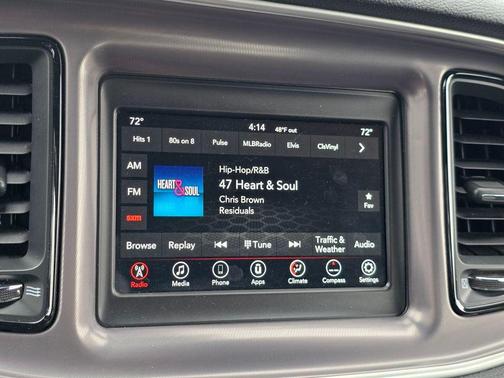 72° 4:14 48°F out 72°
Hits 1 80s on 8 Pulse MLBRadio Elvis ClsVinyl
AM
FM
SXM
HEART & SOUL
Hip-Hop/R&B
47 Heart & Soul
Chris Brown
Residuals
Fav
Browse Replay Tune Traffic & Weather Audio
Radio Media Phone Apps Climate Compass Settings